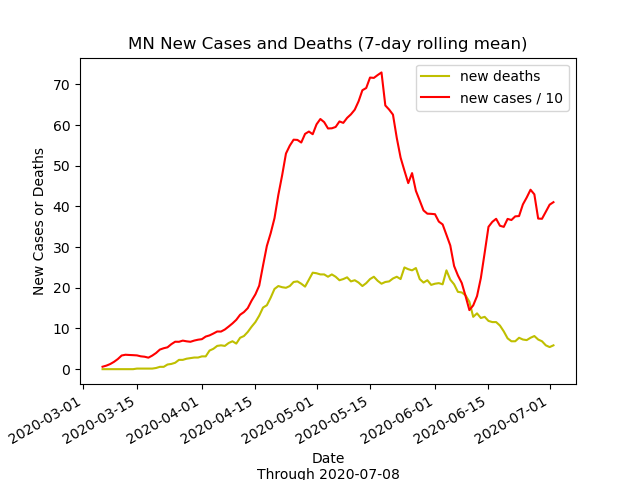 MN New Cases and Deaths (7-day rolling mean)
new deaths
new cases / 10
New Cases or Deaths
70
60
50
40
30
20
10
0
2020-03-01
2020-03-15
2020-04-01
2020-04-15
2020-05-01
2020-05-15
2020-06-01
2020-06-15
2020-07-01
Date
Through 2020-07-08